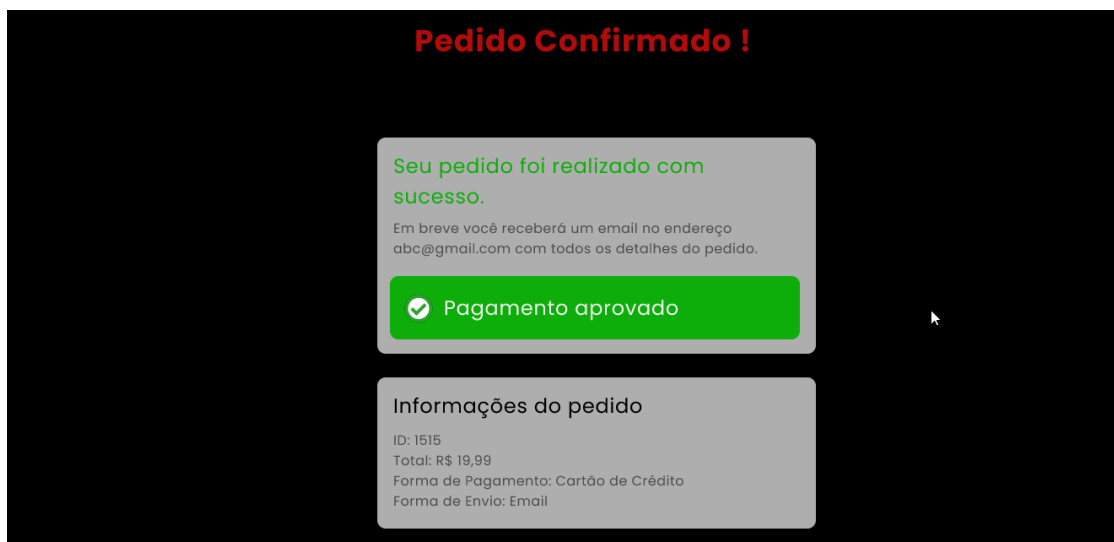 Pedido Confirmado !
Seu pedido foi realizado com
sucesso.
Em breve você receberá um email no endereço
abc@gmail.com com todos os detalhes do pedido.
Pagamento aprovado
Informações do pedido
ID: 1515
Total: R$ 19,99
Forma de Pagamento: Cartão de Crédito
Forma de Envio: Email